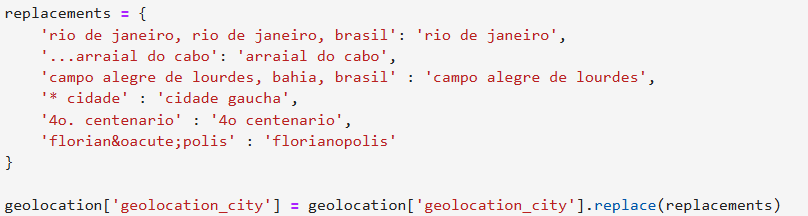 replacements = {
    'rio de janeiro, rio de janeiro, brasil': 'rio de janeiro',
    '...arraial do cabo': 'arraial do cabo',
    'campo alegre de lourdes, bahia, brasil' : 'campo alegre de lourdes',
    '* cidade' : 'cidade gaucha',
    '4o. centenario' : '4o centenario',
    'florian&oacute;polis' : 'florianopolis'
}
geolocation['geolocation_city'] = geolocation['geolocation_city'].replace(replacements)